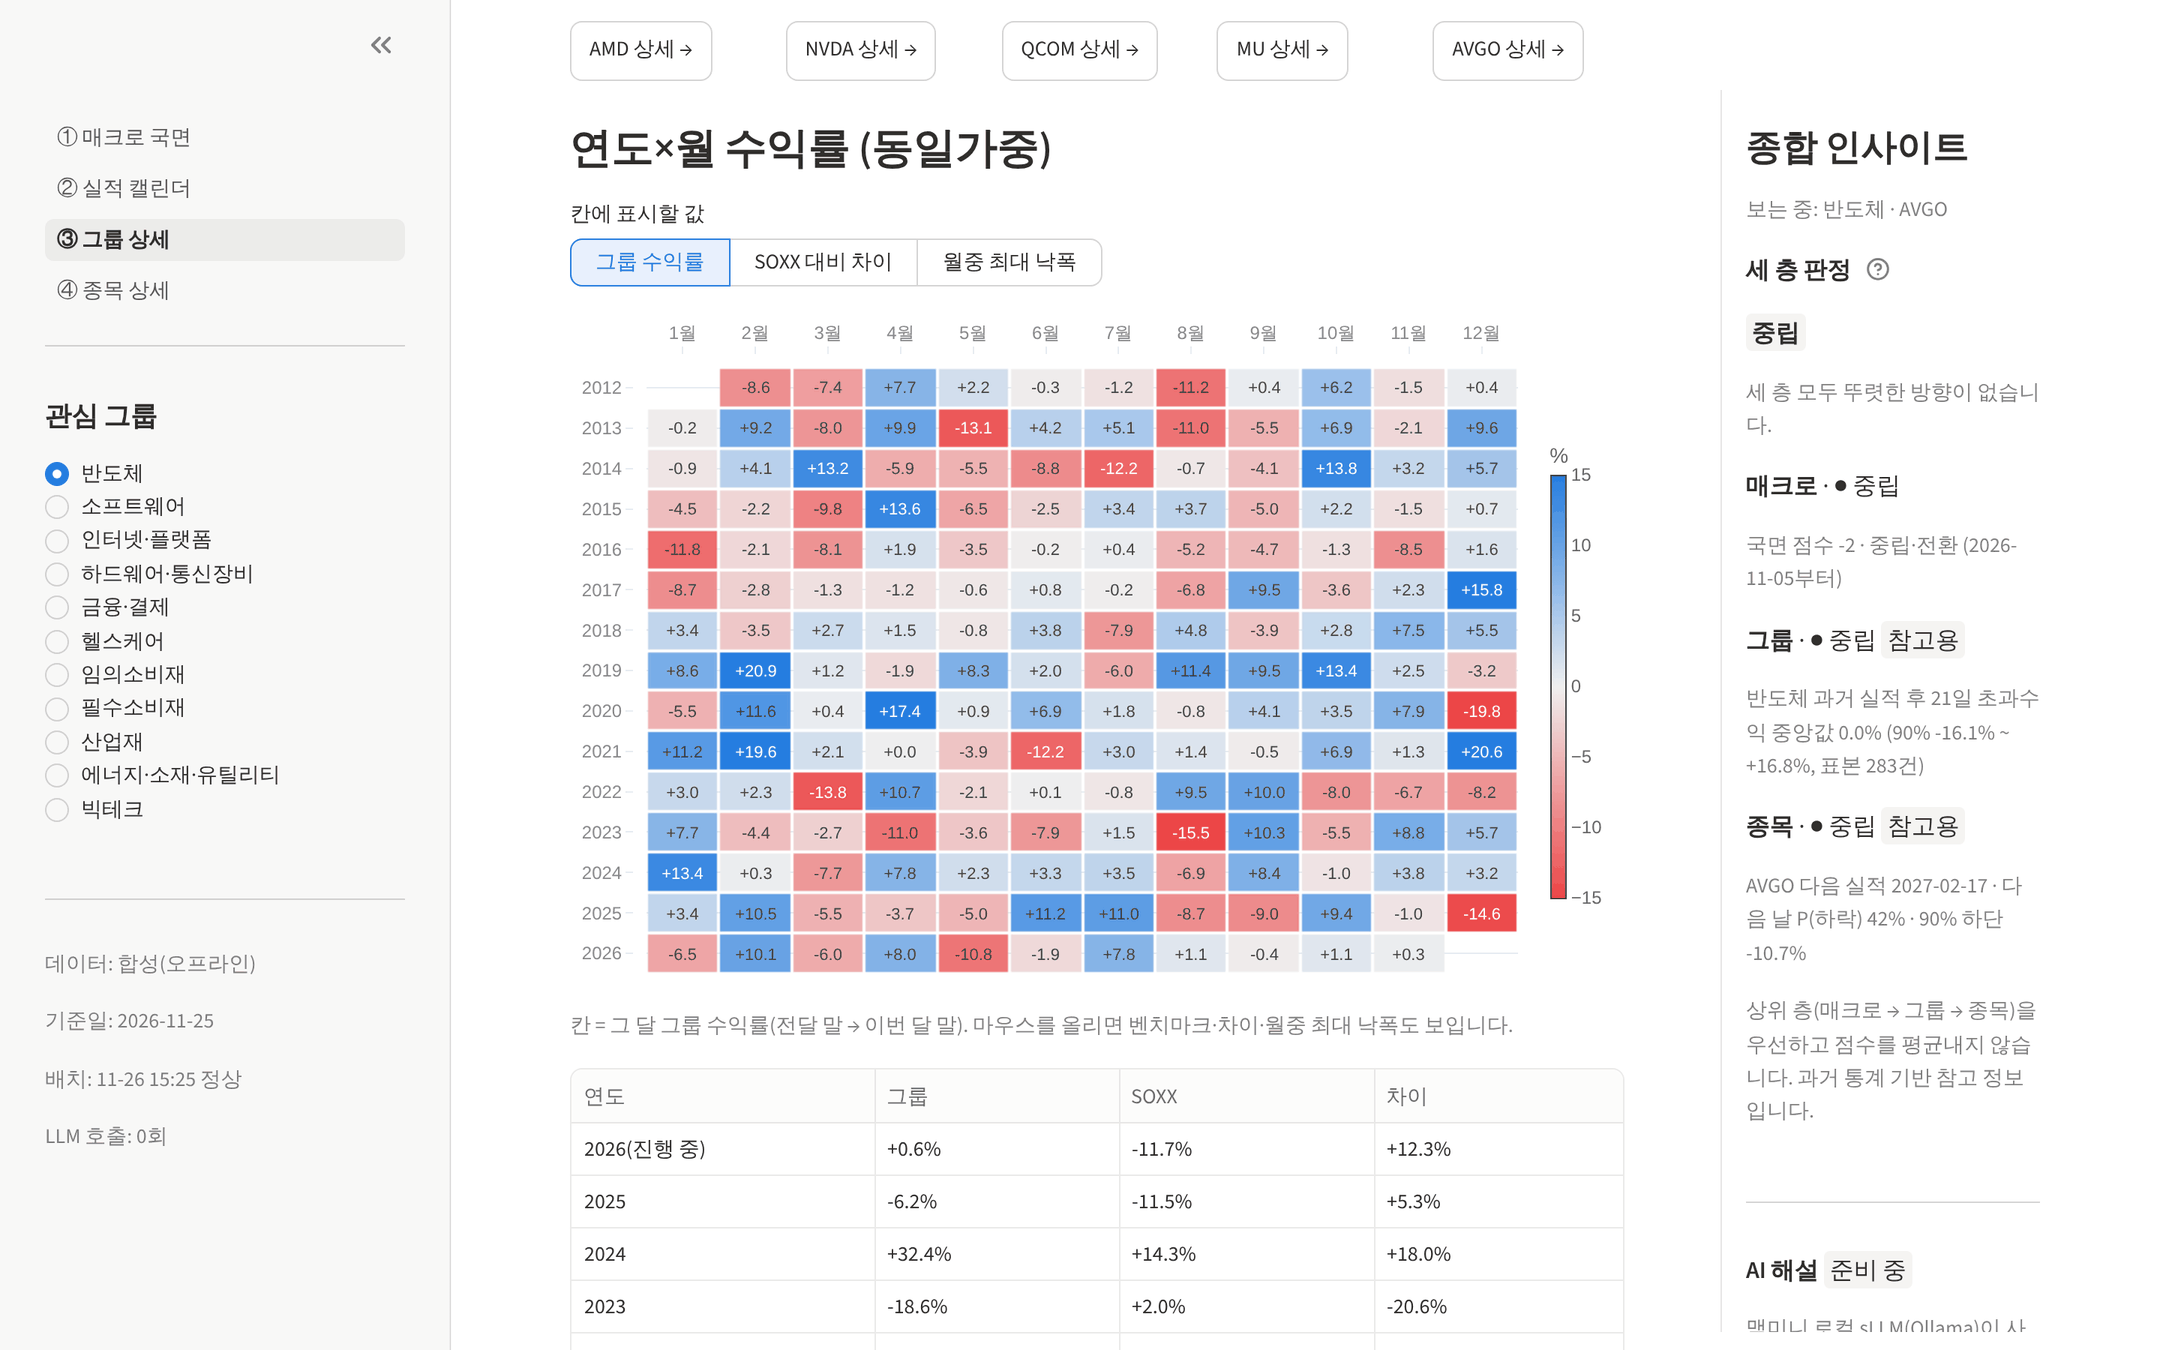 ① 매크로 국면
② 실적 캘린더
③ 그룹 상세
④ 종목 상세
관심 그룹
반도체
소프트웨어
인터넷·플랫폼
하드웨어·통신장비
금융·결제
헬스케어
임의소비재
필수소비재
산업재
에너지·소재·유틸리티
빅테크
데이터: 합성(오프라인)
기준일: 2026-11-25
배치: 11-26 15:25 정상
LLM 호출: 0회
AMD 상세 → NVDA 상세 → QCOM 상세 → MU 상세 → AVGO 상세 →
연도×월 수익률 (동일가중)
칸에 표시할 값
그룹 수익률 SOXX 대비 차이 월중 최대 낙폭
1월 2월 3월 4월 5월 6월 7월 8월 9월 10월 11월 12월
2012 -8.6 -7.4 +7.7 +2.2 -0.3 -1.2 -11.2 +0.4 +6.2 -1.5 +0.4
2013 -0.2 +9.2 -8.0 +9.9 -13.1 +4.2 +5.1 -11.0 -5.5 +6.9 -2.1 +9.6
2014 -0.9 +4.1 +13.2 -5.9 -5.5 -8.8 -12.2 -0.7 -4.1 +13.8 +3.2 +5.7
2015 -4.5 -2.2 -9.8 +13.6 -6.5 -2.5 +3.4 +3.7 -5.0 +2.2 -1.5 +0.7
2016 -11.8 -2.1 -8.1 +1.9 -3.5 -0.2 +0.4 -5.2 -4.7 -1.3 -8.5 +1.6
2017 -8.7 -2.8 -1.3 -1.2 -0.6 +0.8 -0.2 -6.8 +9.5 -3.6 +2.3 +15.8
2018 +3.4 -3.5 +2.7 +1.5 -0.8 +3.8 -7.9 +4.8 -3.9 +2.8 +7.5 +5.5
2019 +8.6 +20.9 +1.2 -1.9 +8.3 +2.0 -6.0 +11.4 +9.5 +13.4 +2.5 -3.2
2020 -5.5 +11.6 +0.4 +17.4 +0.9 +6.9 +1.8 -0.8 +4.1 +3.5 +7.9 -19.8
2021 +11.2 +19.6 +2.1 +0.0 -3.9 -12.2 +3.0 +1.4 -0.5 +6.9 +1.3 +20.6
2022 +3.0 +2.3 -13.8 +10.7 -2.1 +0.1 -0.8 +9.5 +10.0 -8.0 -6.7 -8.2
2023 +7.7 -4.4 -2.7 -11.0 -3.6 -7.9 +1.5 -15.5 +10.3 -5.5 +8.8 +5.7
2024 +13.4 +0.3 -7.7 +7.8 +2.3 +3.3 +3.5 -6.9 +8.4 -1.0 +3.8 +3.2
2025 +3.4 +10.5 -5.5 -3.7 -5.0 +11.2 +11.0 -8.7 -9.0 +9.4 -1.0 -14.6
2026 -6.5 +10.1 -6.0 +8.0 -10.8 -1.9 +7.8 +1.1 -0.4 +1.1 +0.3
%
15
10
5
0
−5
−10
−15
칸 = 그 달 그룹 수익률(전달 말 → 이번 달 말). 마우스를 올리면 벤치마크·차이·월중 최대 낙폭도 보입니다.
연도 그룹 SOXX 차이
2026(진행 중) +0.6% -11.7% +12.3%
2025 -6.2% -11.5% +5.3%
2024 +32.4% +14.3% +18.0%
2023 -18.6% +2.0% -20.6%
종합 인사이트
보는 중: 반도체 · AVGO
세 층 판정
중립
세 층 모두 뚜렷한 방향이 없습니
다.
매크로 · ● 중립
국면 점수 -2 · 중립·전환 (2026-
11-05부터)
그룹 · ● 중립 참고용
반도체 과거 실적 후 21일 초과수
익 중앙값 0.0% (90% -16.1% ~
+16.8%, 표본 283건)
종목 · ● 중립 참고용
AVGO 다음 실적 2027-02-17 · 다
음 날 P(하락) 42% · 90% 하단
-10.7%
상위 층(매크로 → 그룹 → 종목)을
우선하고 점수를 평균내지 않습
니다. 과거 통계 기반 참고 정보
입니다.
AI 해설 준비 중
맥미니 로컬 sLLM(Ollama)이 사